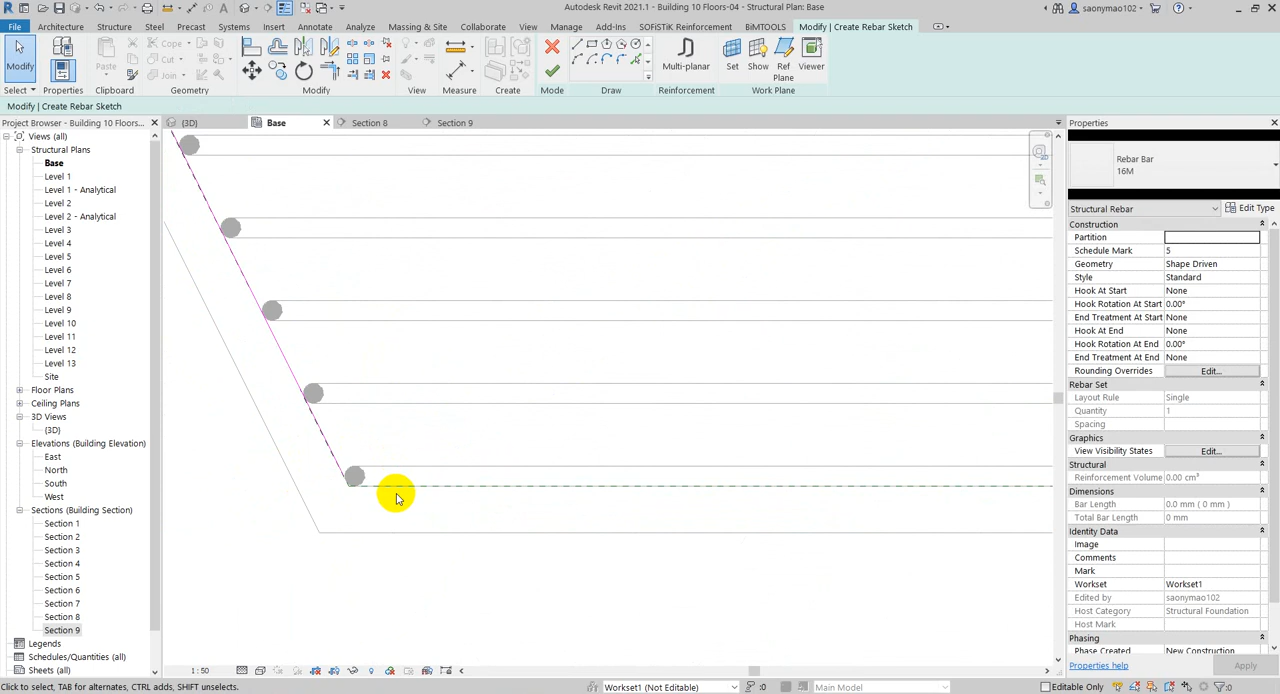 Autodesk Revit 2021.1 - Building 10 Floors-04 - Structural Plan: Base
saonymao102
File Architecture Structure Steel Precast Systems Insert Annotate Analyze Massing & Site Collaborate View Manage Add-Ins SOFiSTiK Reinforcement BiMTOOLS Modify | Create Rebar Sketch
Modify Paste Cope Cut Join Multi-planar Set Show Ref Plane Viewer
Select Properties Clipboard Geometry Modify View Measure Create Mode Draw Reinforcement Work Plane
Modify | Create Rebar Sketch
Project Browser - Building 10 Floors...
{3D}
Base
Section 8
Section 9
Properties
Views (all)
Structural Plans
Base
Level 1
Level 1 - Analytical
Level 2
Level 2 - Analytical
Level 3
Level 4
Level 5
Level 6
Level 7
Level 8
Level 9
Level 10
Level 11
Level 12
Level 13
Site
Floor Plans
Ceiling Plans
3D Views
{3D}
Elevations (Building Elevation)
East
North
South
West
Sections (Building Section)
Section 1
Section 2
Section 3
Section 4
Section 5
Section 6
Section 7
Section 8
Section 9
Legends
Schedules/Quantities (all)
Sheets (all)
Rebar Bar
16M
Structural Rebar Edit Type
Construction
Partition
Schedule Mark 5
Geometry Shape Driven
Style Standard
Hook At Start None
Hook Rotation At Start 0.00°
End Treatment At Start None
Hook At End None
Hook Rotation At End 0.00°
End Treatment At End None
Rounding Overrides Edit...
Rebar Set
Layout Rule Single
Quantity 1
Spacing
Graphics
View Visibility States Edit...
Structural
Reinforcement Volume 0.00 cm³
Dimensions
Bar Length 0.0 mm ( 0 mm )
Total Bar Length 0 mm
Identity Data
Image
Comments
Mark
Workset Workset1
Edited by saonymao102
Host Category Structural Foundation
Host Mark
Phasing
Phase Created New Construction
Properties help Apply
1 : 50
Click to select, TAB for alternates, CTRL adds, SHIFT unselects.
Workset1 (Not Editable) :0 Main Model Editable Only :0